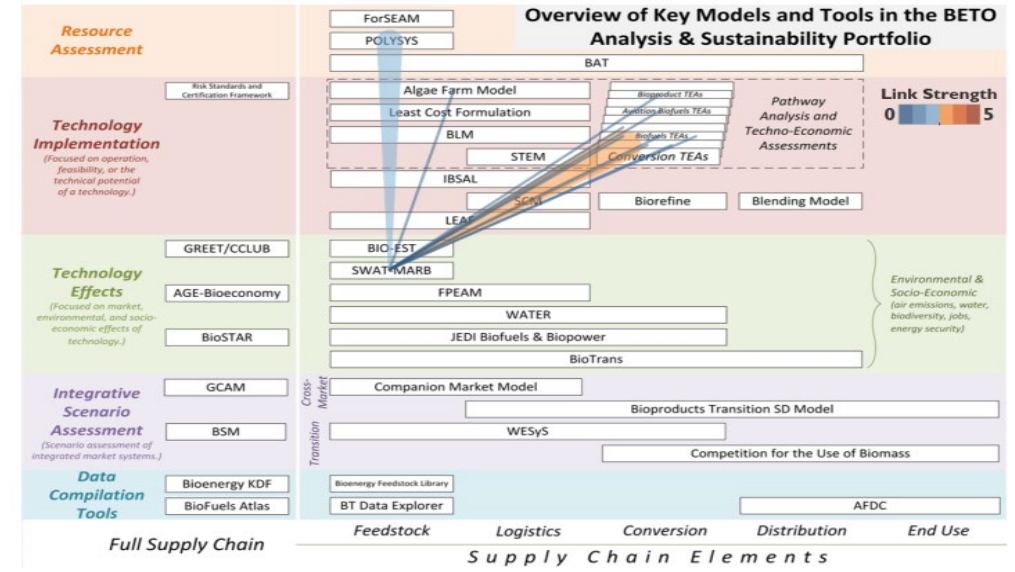 Overview of Key Models and Tools in the BETO
Analysis & Sustainability Portfolio
Resource
Assessment
ForSEAM
POLYSYS
BAT
Technology
Implementation
(Focused on operation,
feasibility, or the
technical potential
of a technology.)
Risk Standards and
Certification Framework
Algae Farm Model
Least Cost Formulation
BLM
STEM
IBSAL
SCM
LEAF
Bioproduct TEAs
Aviation Biofuels TEAs
Biofuels TEAs
Conversion TEAs
Biorefine
Blending Model
Pathway
Analysis and
Techno-Economic
Assessments
Link Strength
0 5
Technology
Effects
(Focused on market,
environmental, and socio-
economic effects of
technology.)
GREET/CCLUB
AGE-Bioeconomy
BioSTAR
BIO-EST
SWAT-MARB
FPEAM
WATER
JEDI Biofuels & Biopower
BioTrans
Environmental &
Socio-Economic
(air emissions, water,
biodiversity, jobs,
energy security)
Integrative
Scenario
Assessment
(Scenario assessment of
integrated market systems.)
GCAM
BSM
Cross-
Market
Transition
Companion Market Model
Bioproducts Transition SD Model
WESyS
Competition for the Use of Biomass
Data
Compilation
Tools
Bioenergy KDF
BioFuels Atlas
Bioenergy Feedstock Library
BT Data Explorer
AFDC
Full Supply Chain
Feedstock Logistics Conversion Distribution End Use
Supply Chain Elements